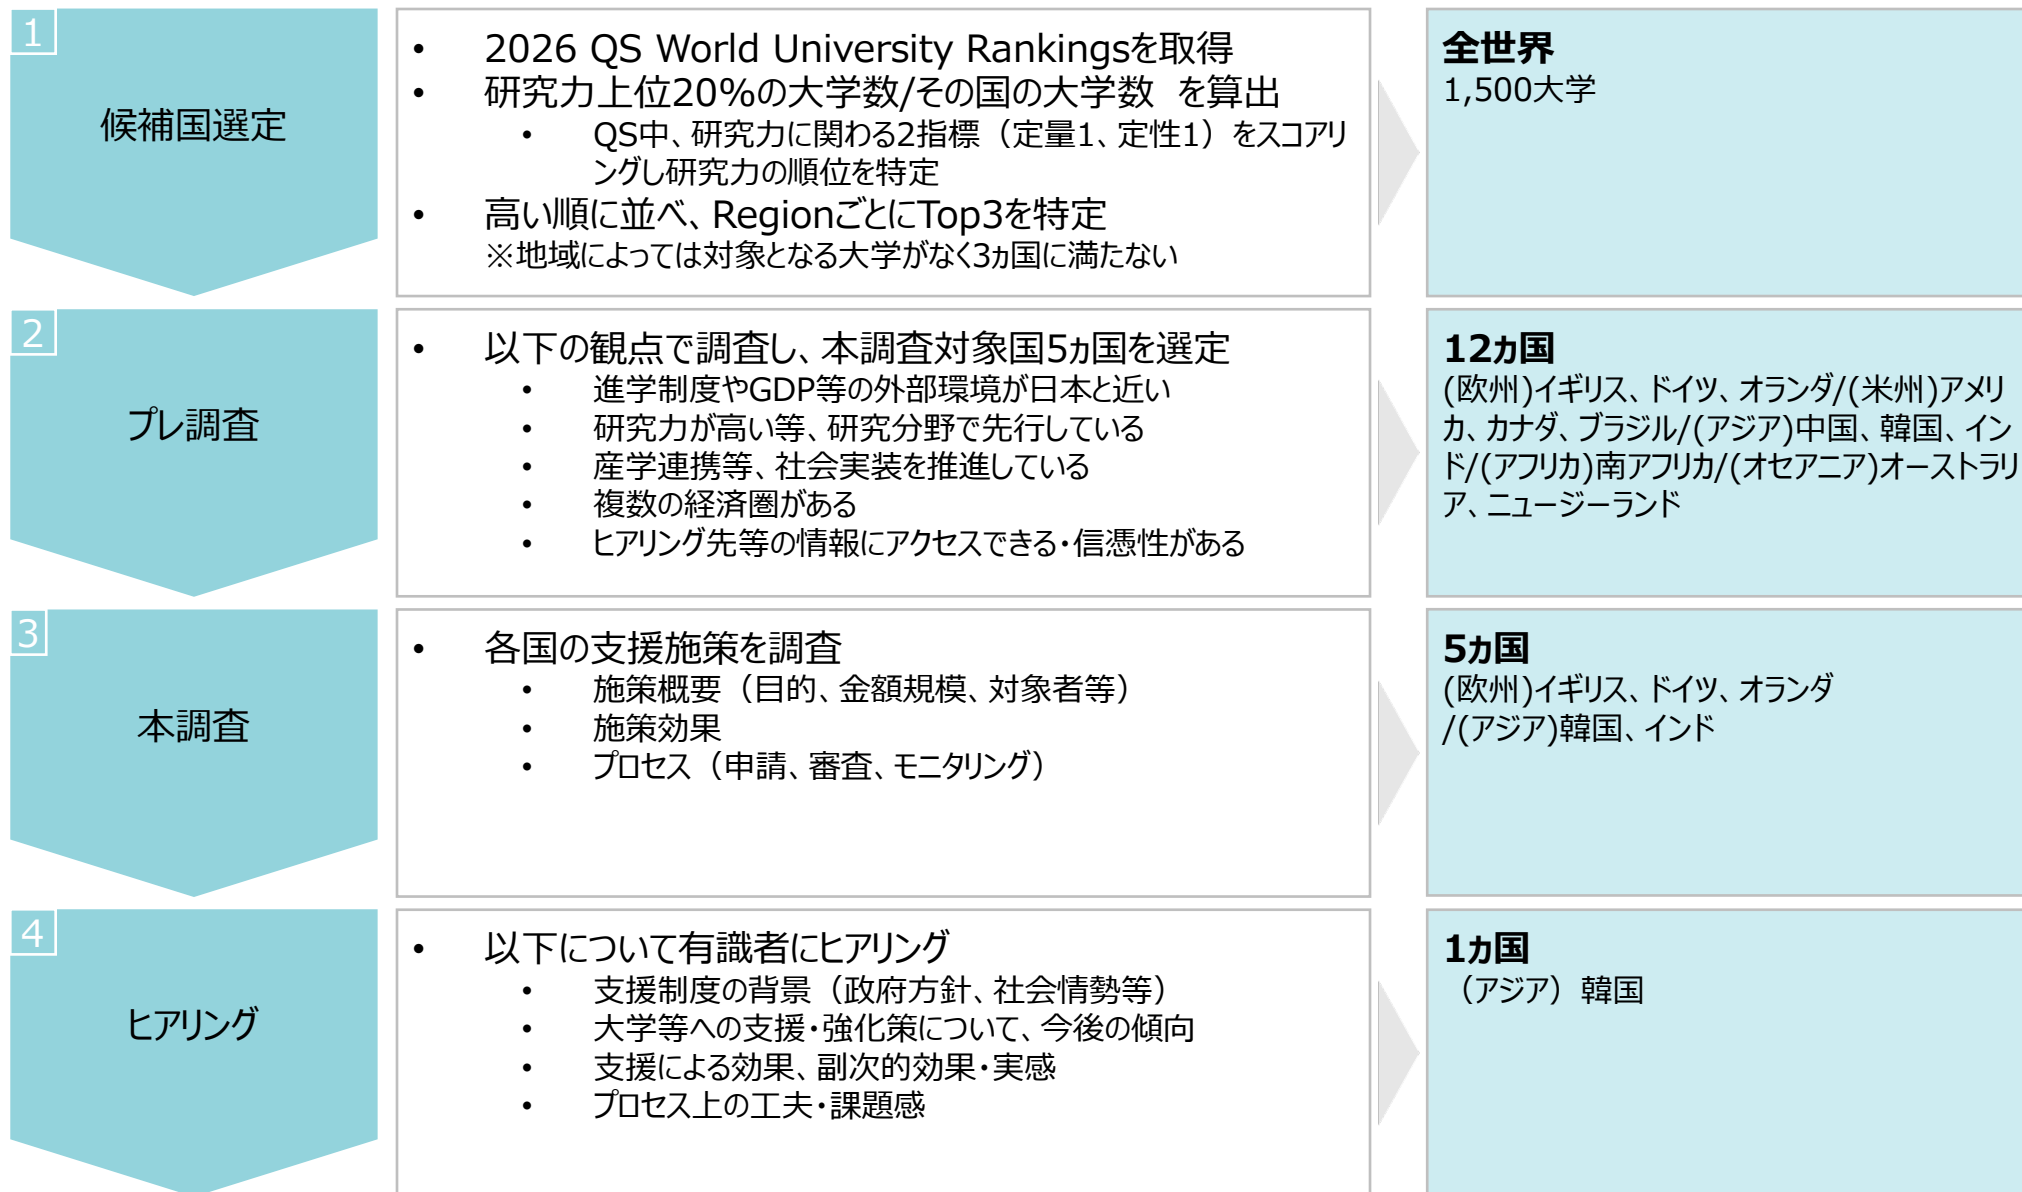 1
候補国選定
• 2026 QS World University Rankingsを取得
• 研究力上位20%の大学数/その国の大学数 を算出
• QS中、研究力に関わる2指標（定量1、定性1）をスコアリ
ングし研究力の順位を特定
• 高い順に並べ、RegionごとにTop3を特定
※地域によっては対象となる大学がなく3ヵ国に満たない
全世界
1,500大学
2
プレ調査
• 以下の観点で調査し、本調査対象国5ヵ国を選定
• 進学制度やGDP等の外部環境が日本と近い
• 研究力が高い等、研究分野で先行している
• 産学連携等、社会実装を推進している
• 複数の経済圏がある
• ヒアリング先等の情報にアクセスできる・信憑性がある
12ヵ国
(欧州)イギリス、ドイツ、オランダ/(米州)アメリ
カ、カナダ、ブラジル/(アジア)中国、韓国、イン
ド/(アフリカ)南アフリカ/(オセアニア)オーストラリ
ア、ニュージーランド
3
本調査
• 各国の支援施策を調査
• 施策概要（目的、金額規模、対象者等）
• 施策効果
• プロセス（申請、審査、モニタリング）
5ヵ国
(欧州)イギリス、ドイツ、オランダ
/(アジア)韓国、インド
4
ヒアリング
• 以下について有識者にヒアリング
• 支援制度の背景（政府方針、社会情勢等）
• 大学等への支援・強化策について、今後の傾向
• 支援による効果、副次的効果・実感
• プロセス上の工夫・課題感
1ヵ国
（アジア）韓国